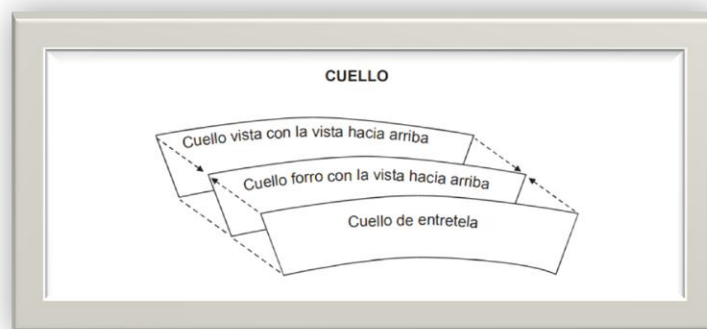 CUELLO
Cuello vista con la vista hacia arriba
Cuello forro con la vista hacia arriba
Cuello de entretela